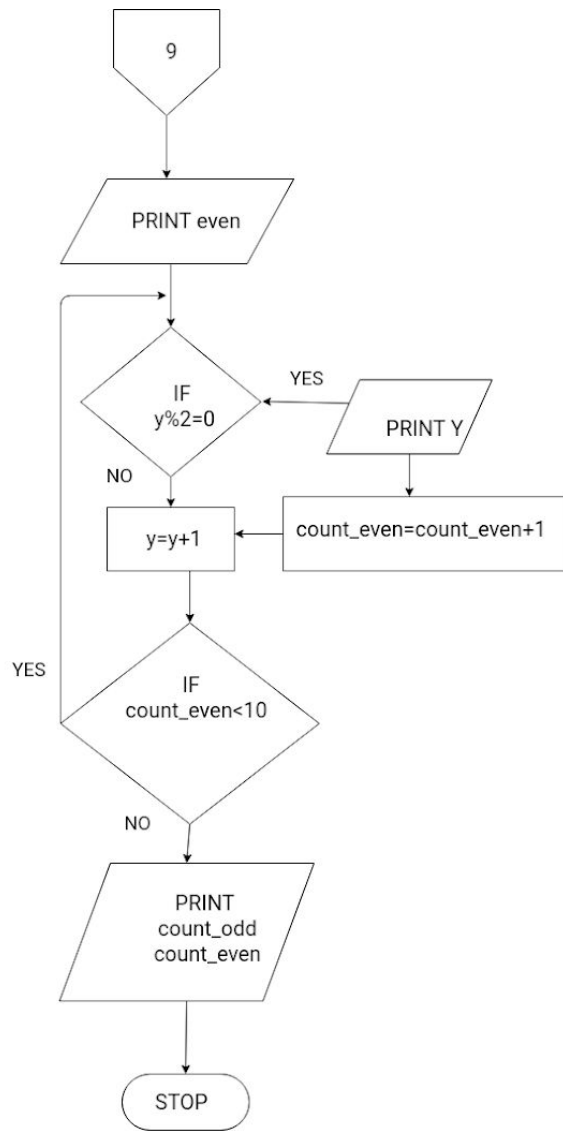 9
PRINT even
IF
y%2=0
YES
PRINT Y
NO
y=y+1
count_even=count_even+1
YES
IF
count_even<10
NO
PRINT
count_odd
count_even
STOP